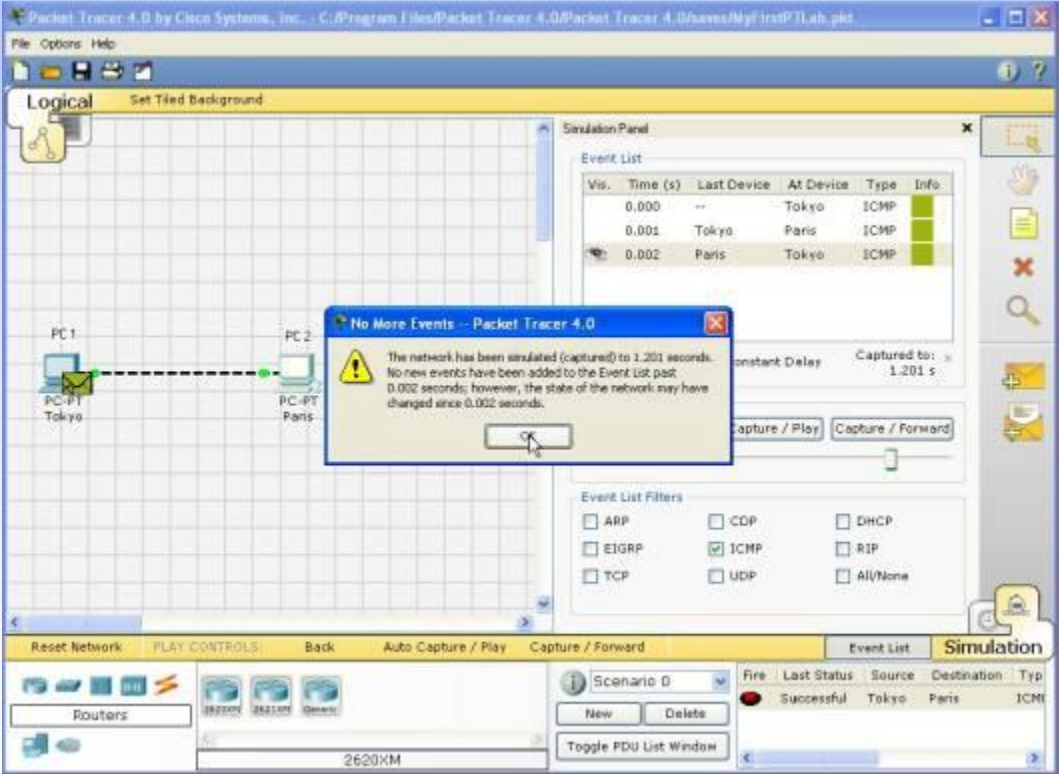 Packet Tracer 4.0 by Cisco Systems, Inc. - C:/Program Files/Packet Tracer 4.0/Packet Tracer 4.0/saves/MyFirstPTLab.pkt
File Options Help
Logical Set Tiled Background
Simulation Panel
Event List
Vis. Time (s) Last Device At Device Type Info
0.000 -- Tokyo ICMP
0.001 Tokyo Paris ICMP
0.002 Paris Tokyo ICMP
PC1
PC-PT
Tokyo
PC2
PC-PT
Paris
No More Events -- Packet Tracer 4.0
The network has been simulated (captured) to 1.201 seconds.
No new events have been added to the Event List past
0.002 seconds; however, the state of the network may have
changed since 0.002 seconds.
Constant Delay
Captured to:
1.201 s
Capture / Play Capture / Forward
Event List Filters
ARP CDP DHCP
EIGRP ICMP RIP
TCP UDP All/None
Reset Network PLAY CONTROLS: Back Auto Capture / Play Capture / Forward Event List Simulation
Routers
2620XM 2621XM Generic
2620XM
Scenario 0
New Delete
Toggle PDU List Window
Fire Last Status Source Destination Typ
Successful Tokyo Paris ICM